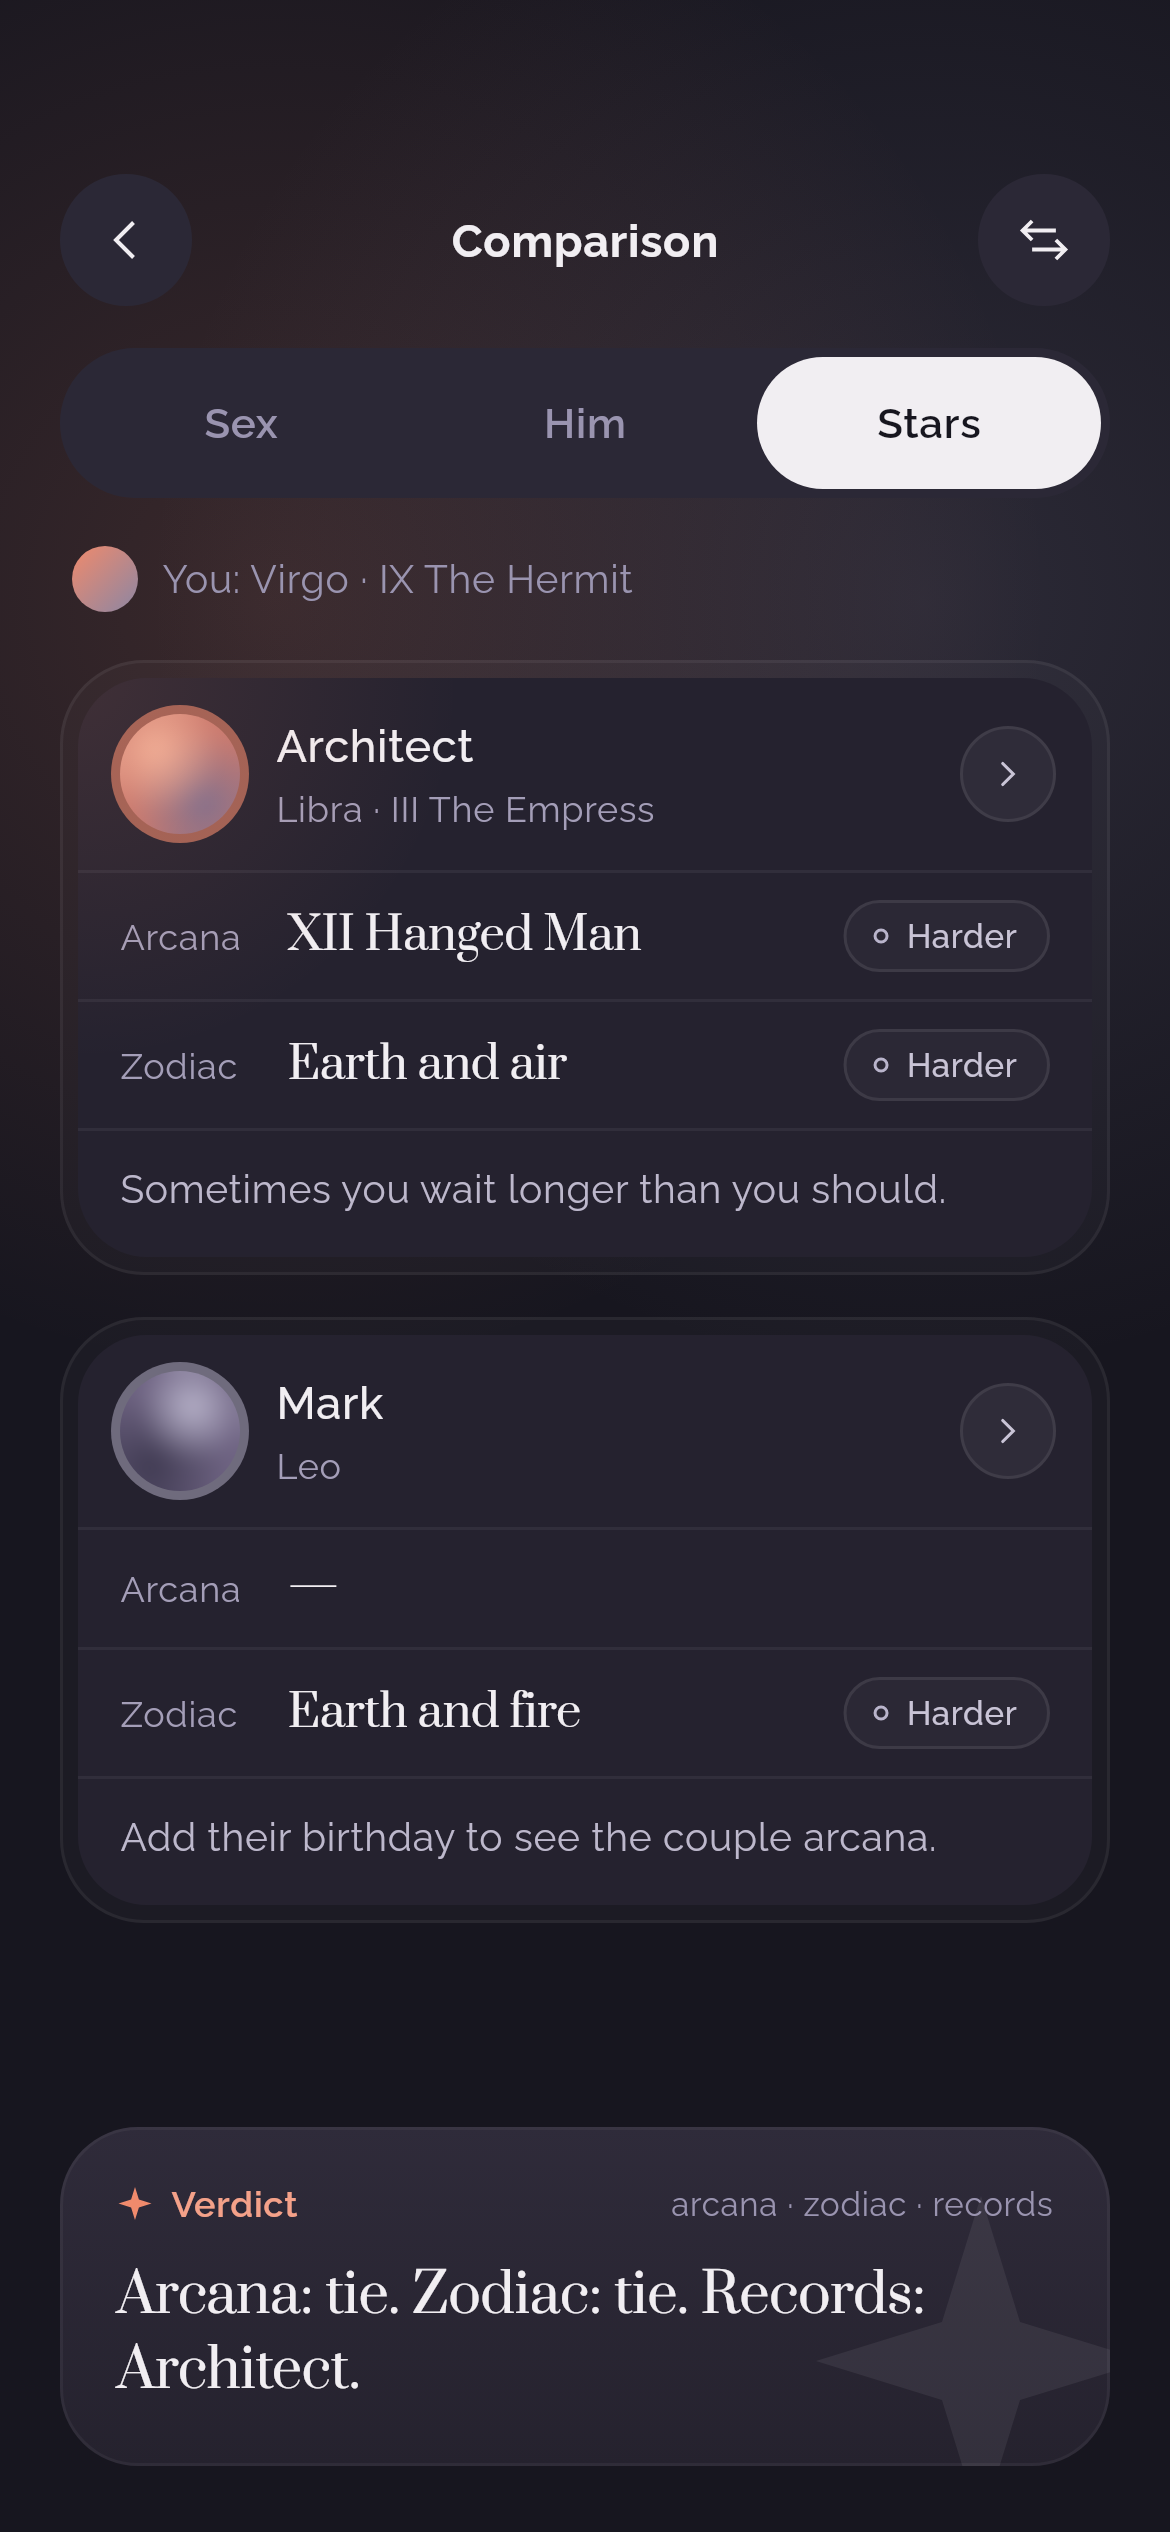 Comparison
Sex
Him
Stars
You: Virgo · IX The Hermit
Architect
Libra · III The Empress
Arcana XII Hanged Man Harder
Zodiac Earth and air Harder
Sometimes you wait longer than you should.
Mark
Leo
Arcana —
Zodiac Earth and fire Harder
Add their birthday to see the couple arcana.
Verdict arcana · zodiac · records
Arcana: tie. Zodiac: tie. Records:
Architect.